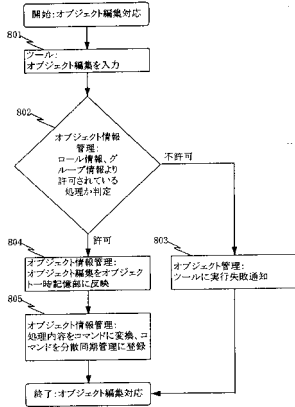 開始:オブジェクト編集対応
801
ツール:
オブジェクト編集を入力
802
オブジェクト情報
管理:
ロール情報、グ
ループ情報より
許可されている
処理か判定
不許可
許可
804
オブジェクト情報管理:
オブジェクト編集をオブジェク
ト一時記憶部に反映
803
オブジェクト管理:
ツールに実行失敗通知
805
オブジェクト情報管理:
処理内容をコマンドに変換、コ
マンドを分散同期管理に登録
終了:オブジェクト編集対応